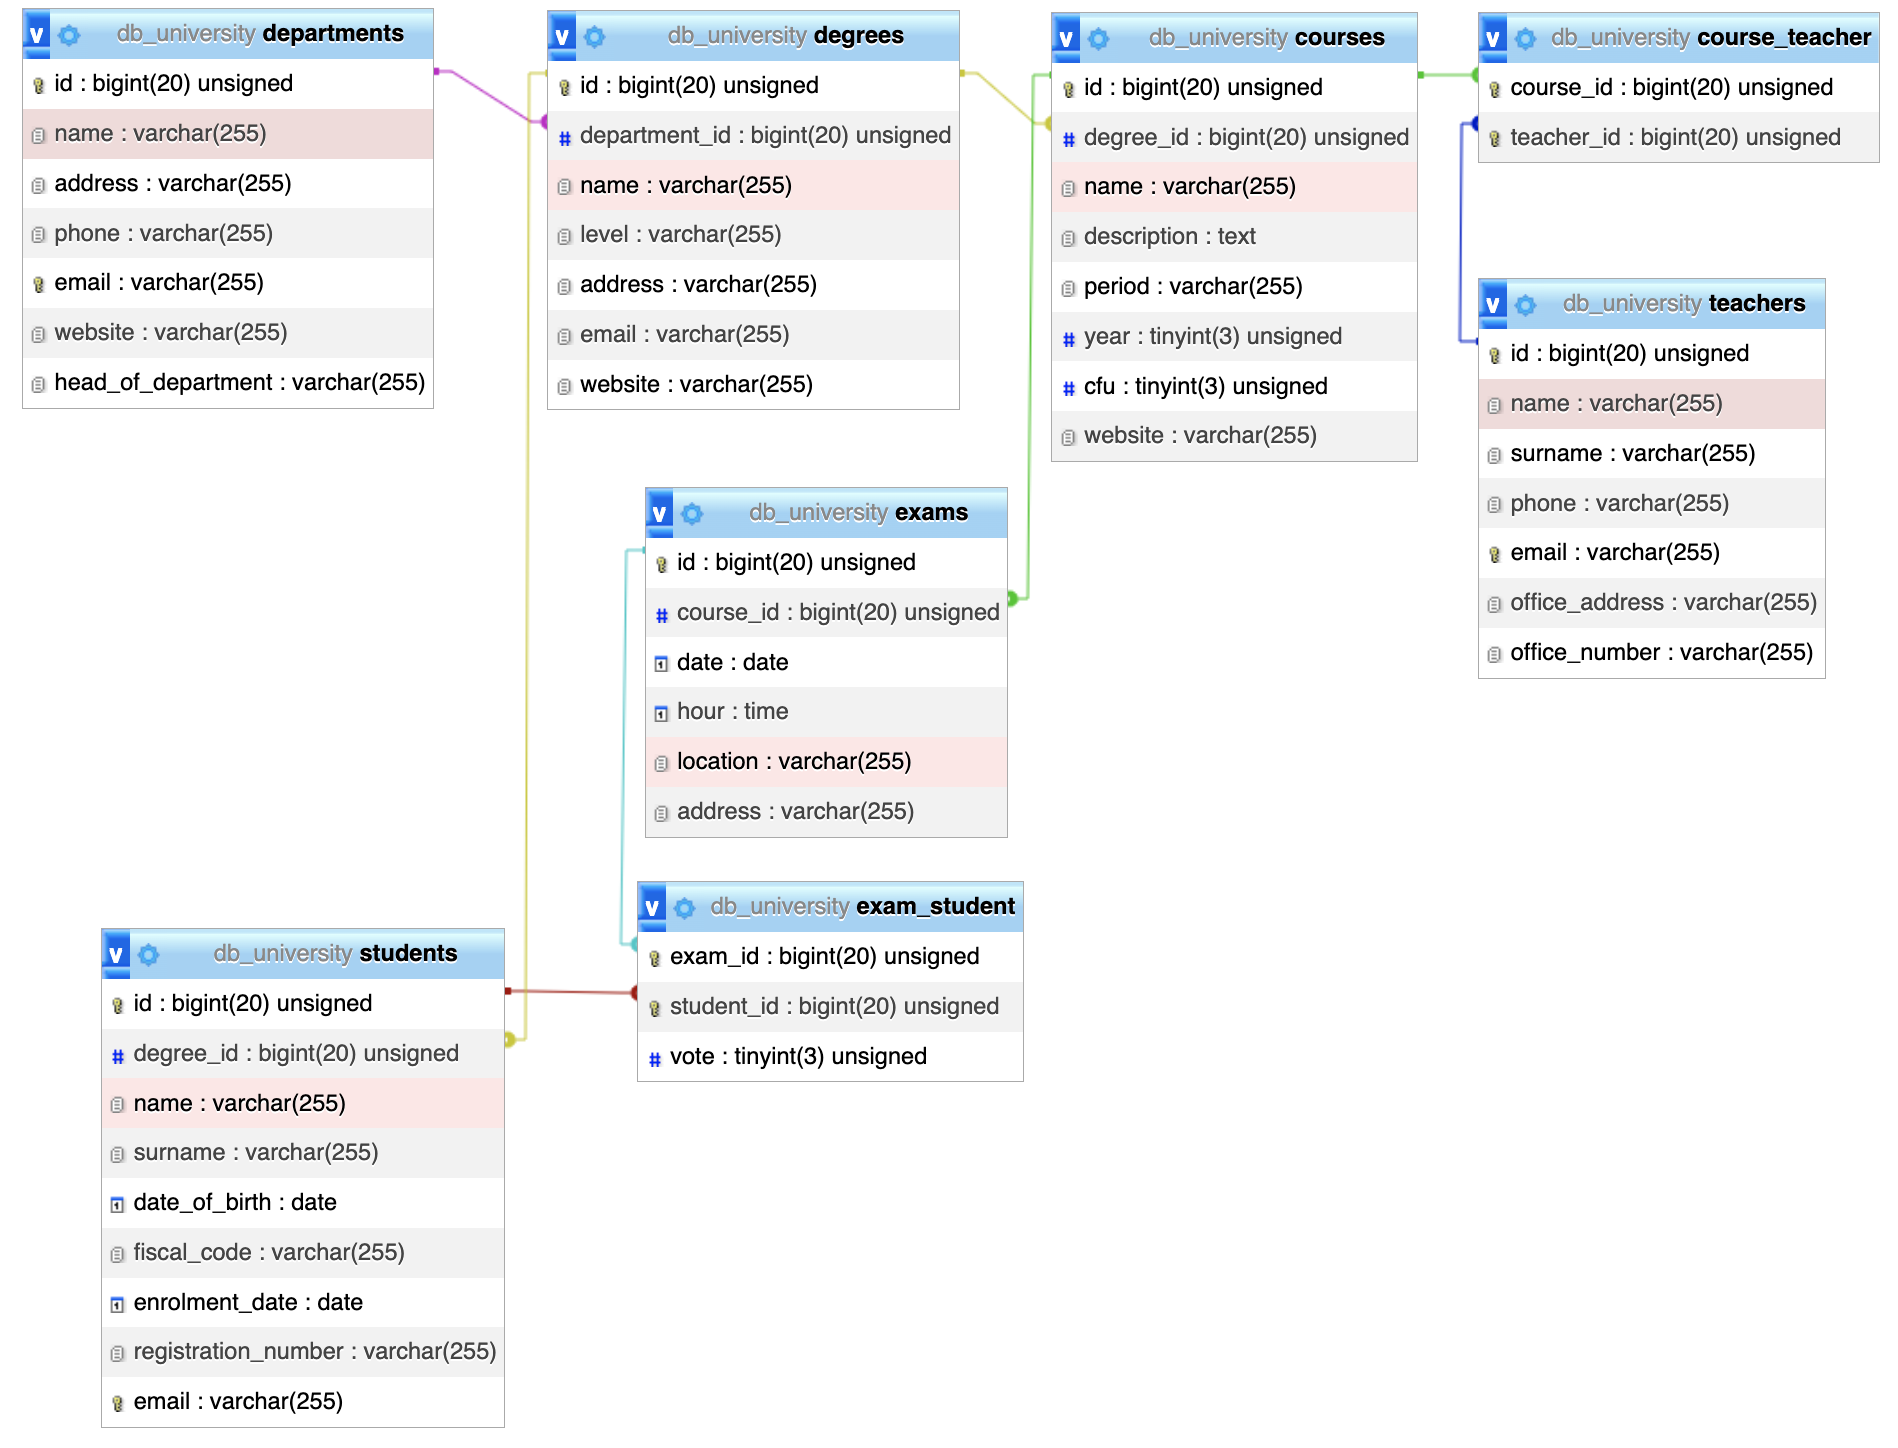 db_university departments
id : bigint(20) unsigned
name : varchar(255)
address : varchar(255)
phone : varchar(255)
email : varchar(255)
website : varchar(255)
head_of_department : varchar(255)
db_university degrees
id : bigint(20) unsigned
department_id : bigint(20) unsigned
name : varchar(255)
level : varchar(255)
address : varchar(255)
email : varchar(255)
website : varchar(255)
db_university courses
id : bigint(20) unsigned
degree_id : bigint(20) unsigned
name : varchar(255)
description : text
period : varchar(255)
year : tinyint(3) unsigned
cfu : tinyint(3) unsigned
website : varchar(255)
db_university course_teacher
course_id : bigint(20) unsigned
teacher_id : bigint(20) unsigned
db_university teachers
id : bigint(20) unsigned
name : varchar(255)
surname : varchar(255)
phone : varchar(255)
email : varchar(255)
office_address : varchar(255)
office_number : varchar(255)
db_university exams
id : bigint(20) unsigned
course_id : bigint(20) unsigned
date : date
hour : time
location : varchar(255)
address : varchar(255)
db_university exam_student
exam_id : bigint(20) unsigned
student_id : bigint(20) unsigned
vote : tinyint(3) unsigned
db_university students
id : bigint(20) unsigned
degree_id : bigint(20) unsigned
name : varchar(255)
surname : varchar(255)
date_of_birth : date
fiscal_code : varchar(255)
enrolment_date : date
registration_number : varchar(255)
email : varchar(255)